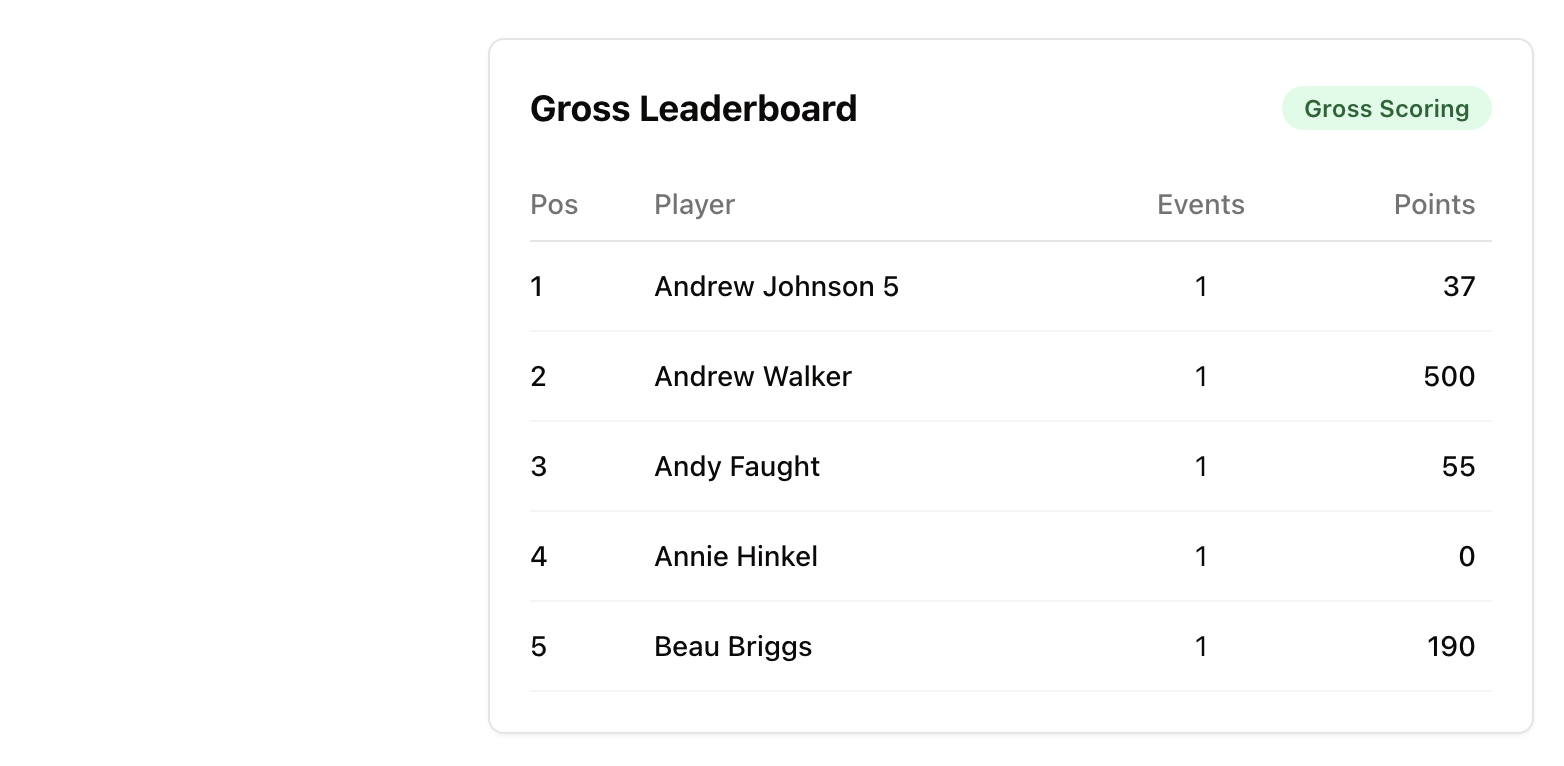 Gross Leaderboard Gross Scoring
Pos Player Events Points
1 Andrew Johnson 5 1 37
2 Andrew Walker 1 500
3 Andy Faught 1 55
4 Annie Hinkel 1 0
5 Beau Briggs 1 190